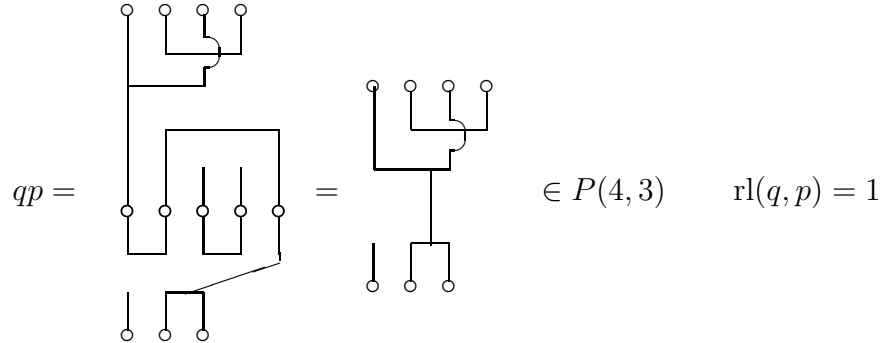 qp = = ∈ P(4, 3) rl(q, p) = 1